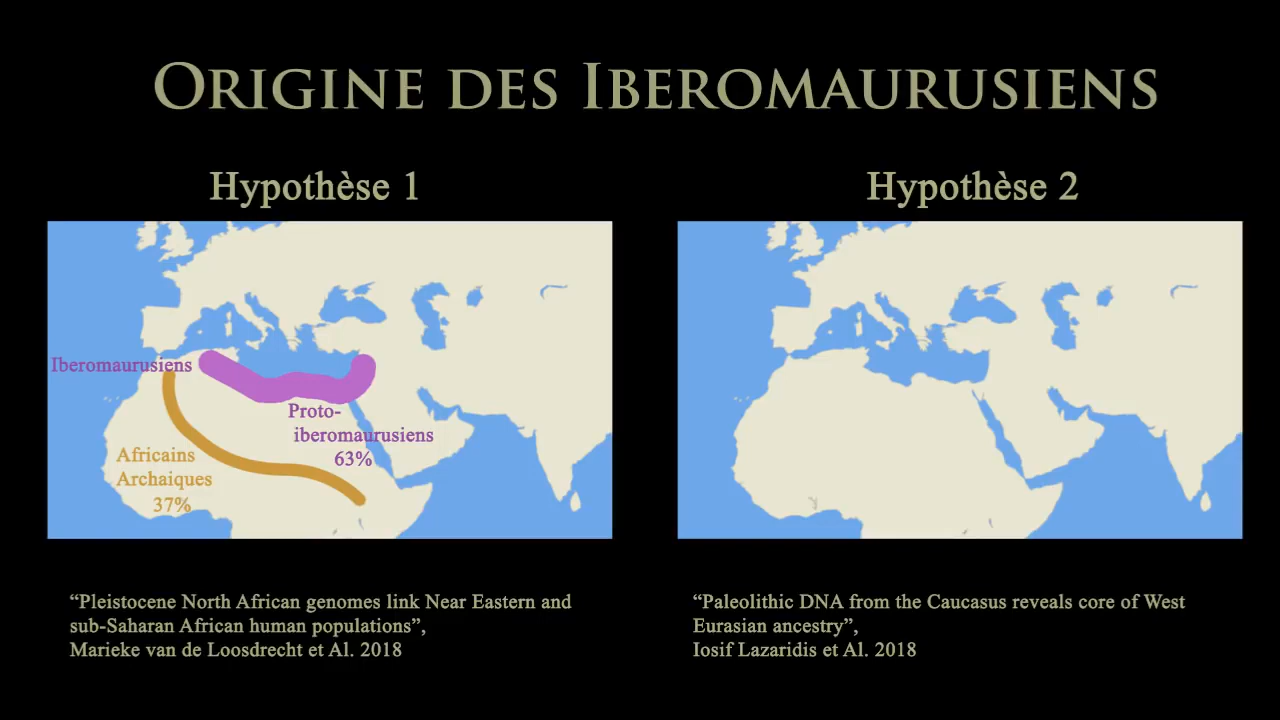 ORIGINE DES IBEROMAURUSIENS
Hypothèse 1
Iberomaurusiens
Proto-
iberomaurusiens
63%
Africains
Archaiques
37%
“Pleistocene North African genomes link Near Eastern and
sub-Saharan African human populations”,
Marieke van de Loosdrecht et Al. 2018
Hypothèse 2
“Paleolithic DNA from the Caucasus reveals core of West
Eurasian ancestry”,
Iosif Lazaridis et Al. 2018